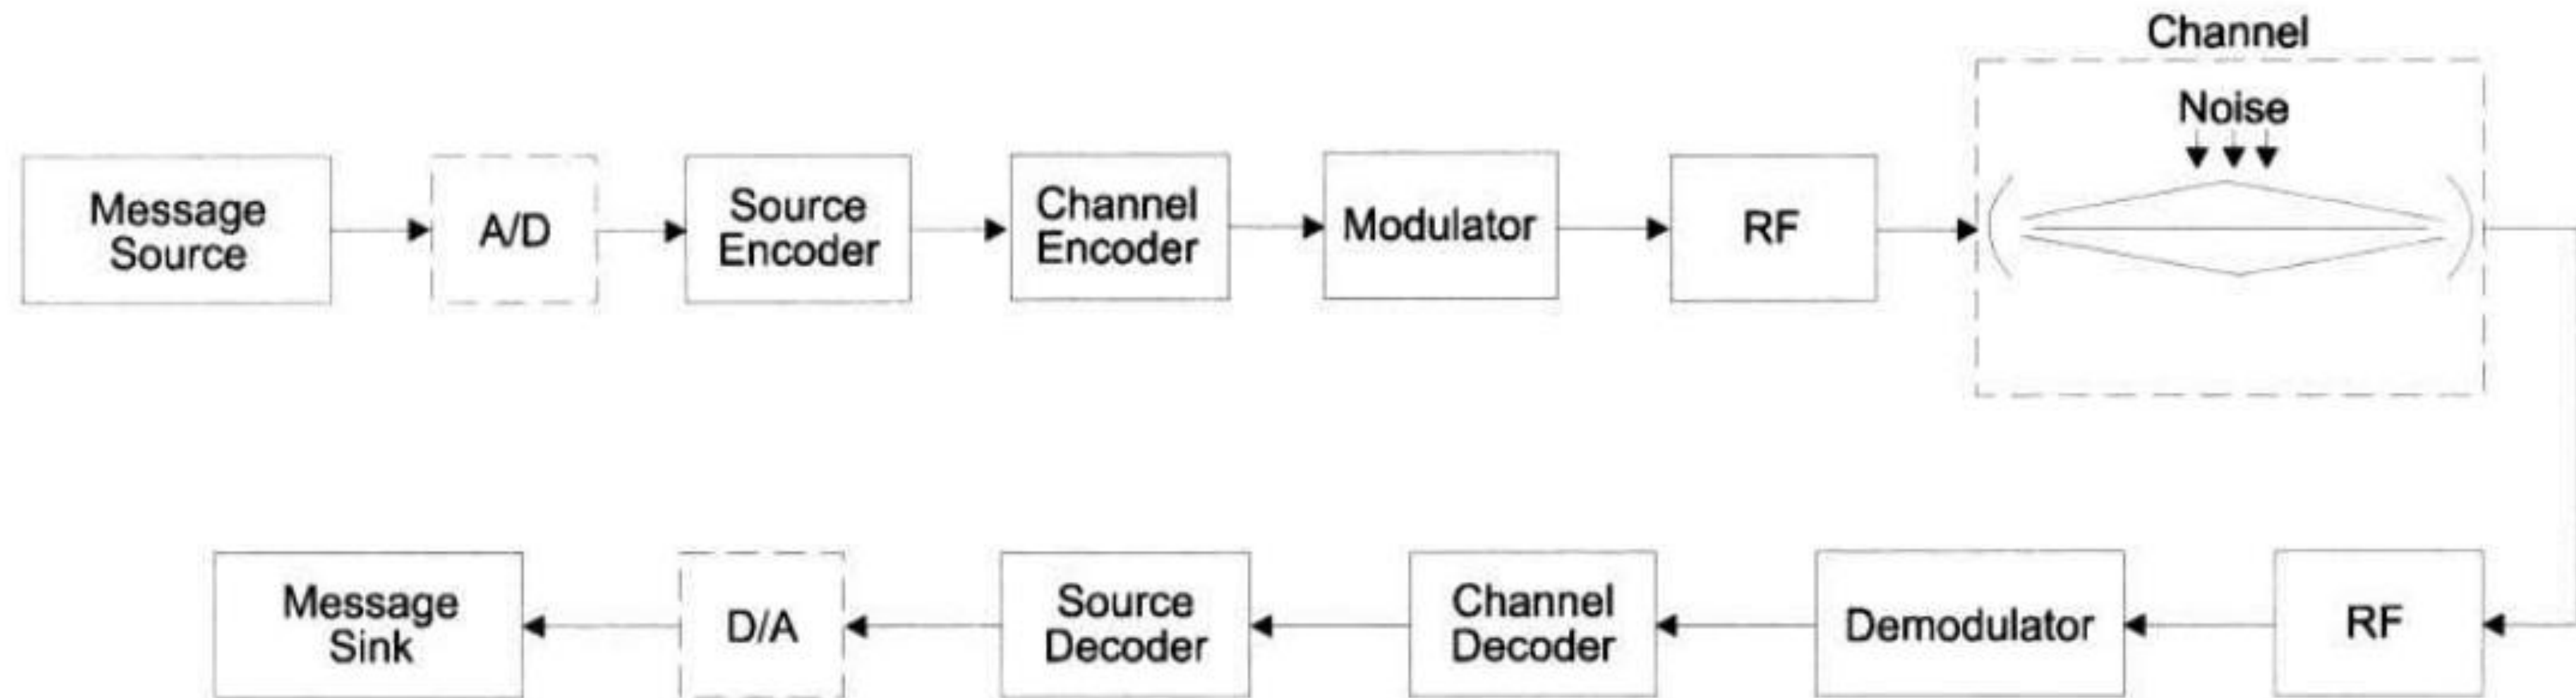 Channel
Noise
Message
Source
A/D
Source
Encoder
Channel
Encoder
Modulator
RF
Message
Sink
D/A
Source
Decoder
Channel
Decoder
Demodulator
RF